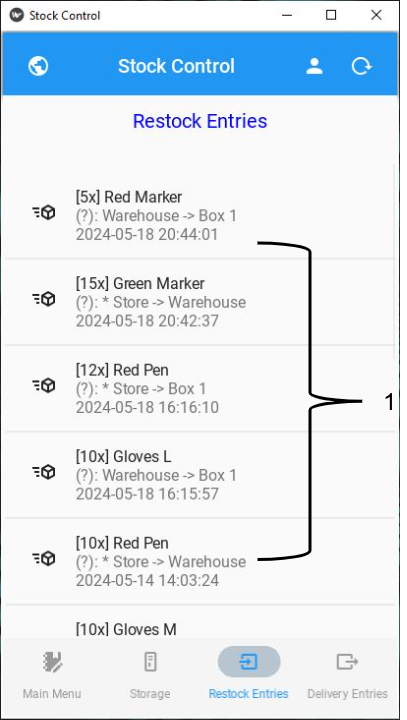 Stock Control
Stock Control
Restock Entries
[5x] Red Marker
(?): Warehouse -> Box 1
2024-05-18 20:44:01
[15x] Green Marker
(?): * Store -> Warehouse
2024-05-18 20:42:37
[12x] Red Pen
(?): * Store -> Box 1
2024-05-18 16:16:10
1
[10x] Gloves L
(?): Warehouse -> Box 1
2024-05-18 16:15:57
[10x] Red Pen
(?): * Store -> Warehouse
2024-05-14 14:03:24
[10x] Gloves M
Main Menu
Storage
Restock Entries
Delivery Entries